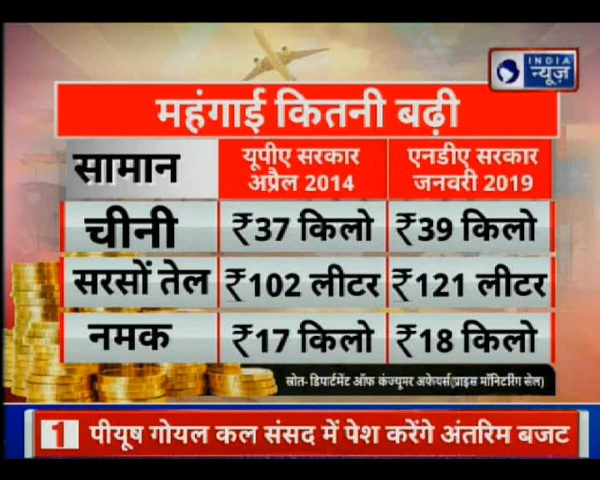 INDIA
न्यूज़
महंगाई कितनी बढ़ी
सामान
यूपीए सरकार
अप्रैल 2014
एनडीए सरकार
जनवरी 2019
चीनी ₹37 किलो ₹39 किलो
सरसों तेल ₹102 लीटर ₹121 लीटर
नमक ₹17 किलो ₹18 किलो
स्रोत- डिपार्टमेंट ऑफ कंज्यूमर अफेयर्स(प्राइस मॉनिटरिंग सेल)
1 पीयूष गोयल कल संसद में पेश करेंगे अंतरिम बजट